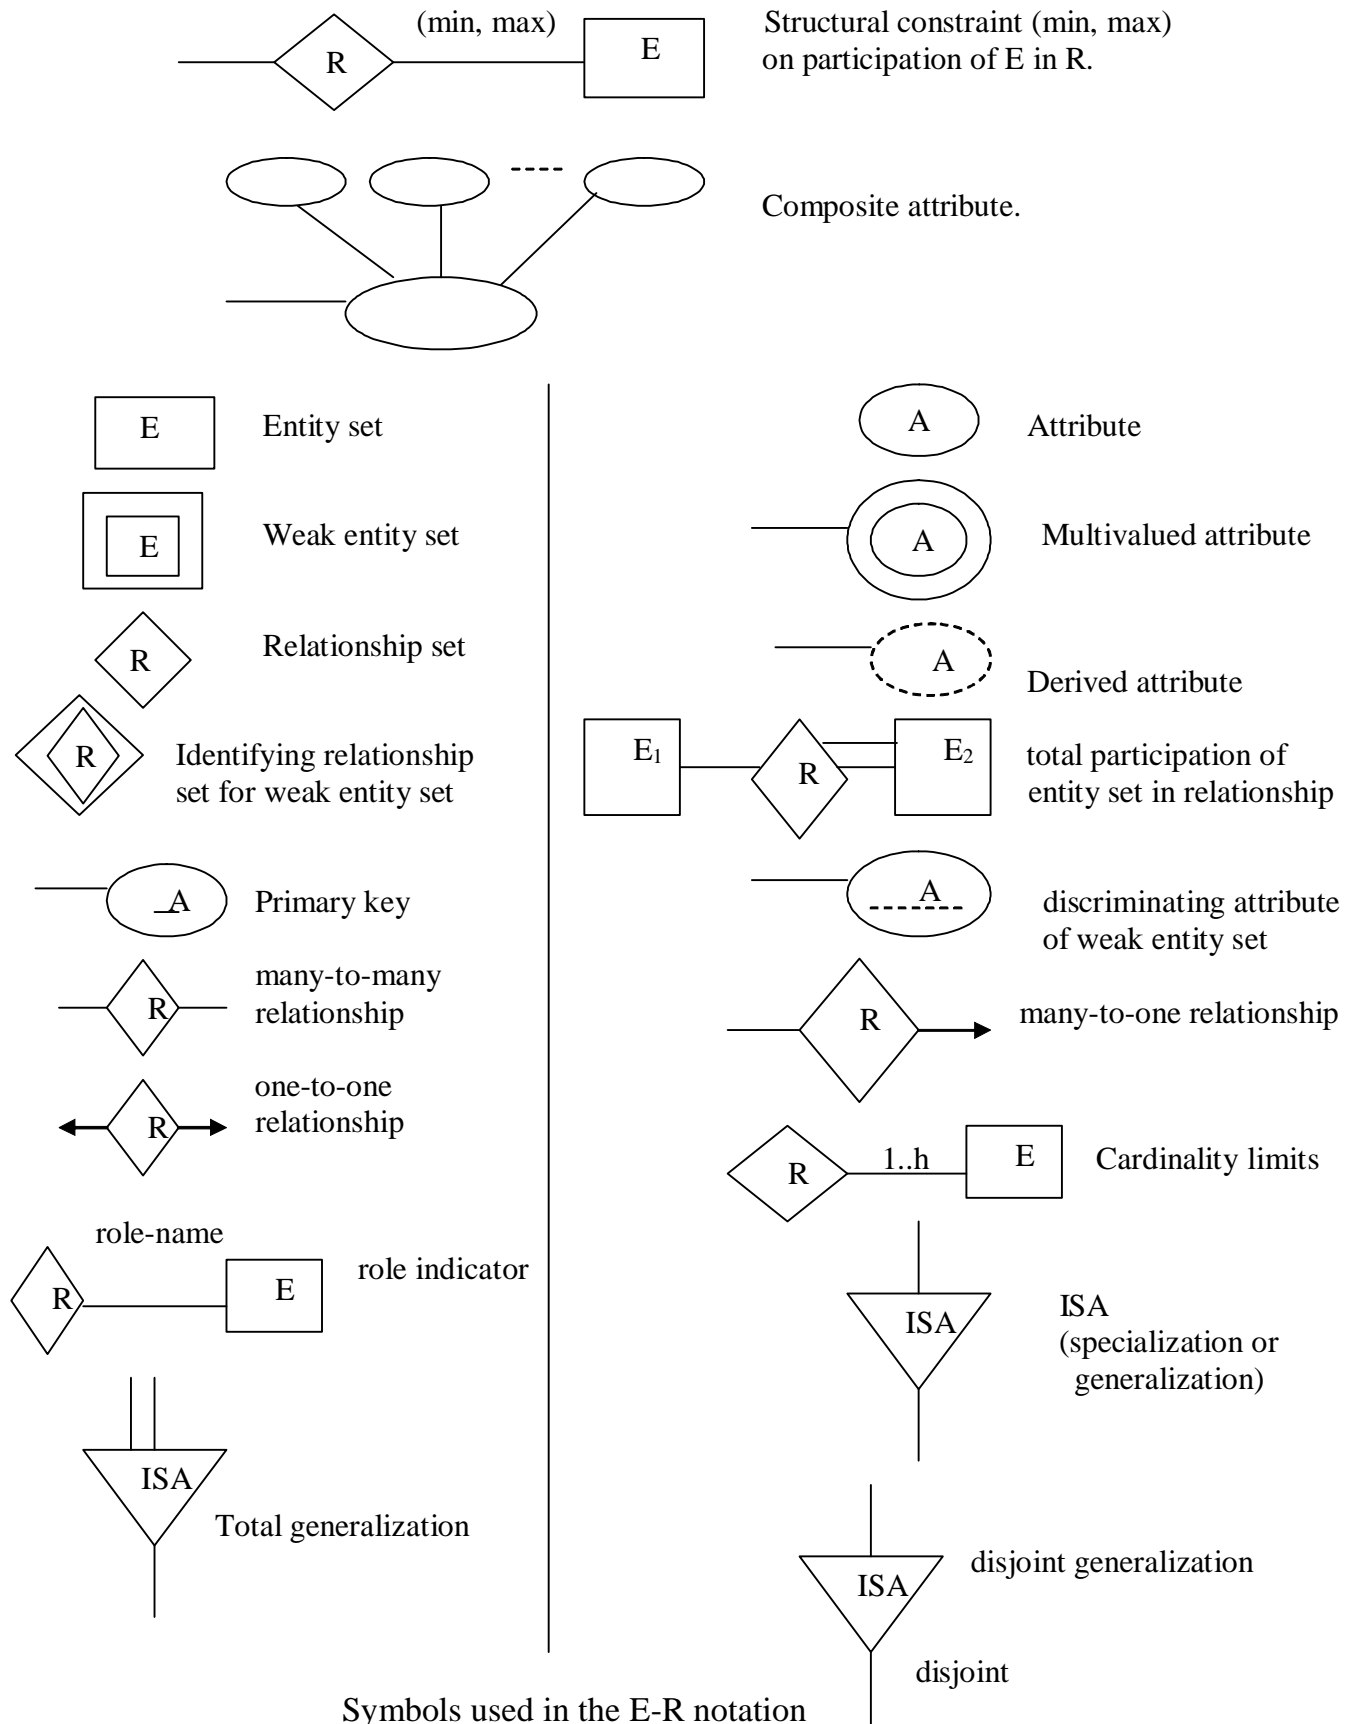 (min, max)
R
E
Structural constraint (min, max)
on participation of E in R.
Composite attribute.
E
Entity set
E
Weak entity set
R
Relationship set
R
Identifying relationship
set for weak entity set
A
Primary key
R
many-to-many
relationship
R
one-to-one
relationship
role-name
R
E
role indicator
ISA
Total generalization
A
Attribute
A
Multivalued attribute
A
Derived attribute
E1
R
E2
total participation of
entity set in relationship
A
discriminating attribute
of weak entity set
R
many-to-one relationship
R
1..h
E
Cardinality limits
ISA
ISA
(specialization or
generalization)
ISA
disjoint generalization
disjoint
Symbols used in the E-R notation